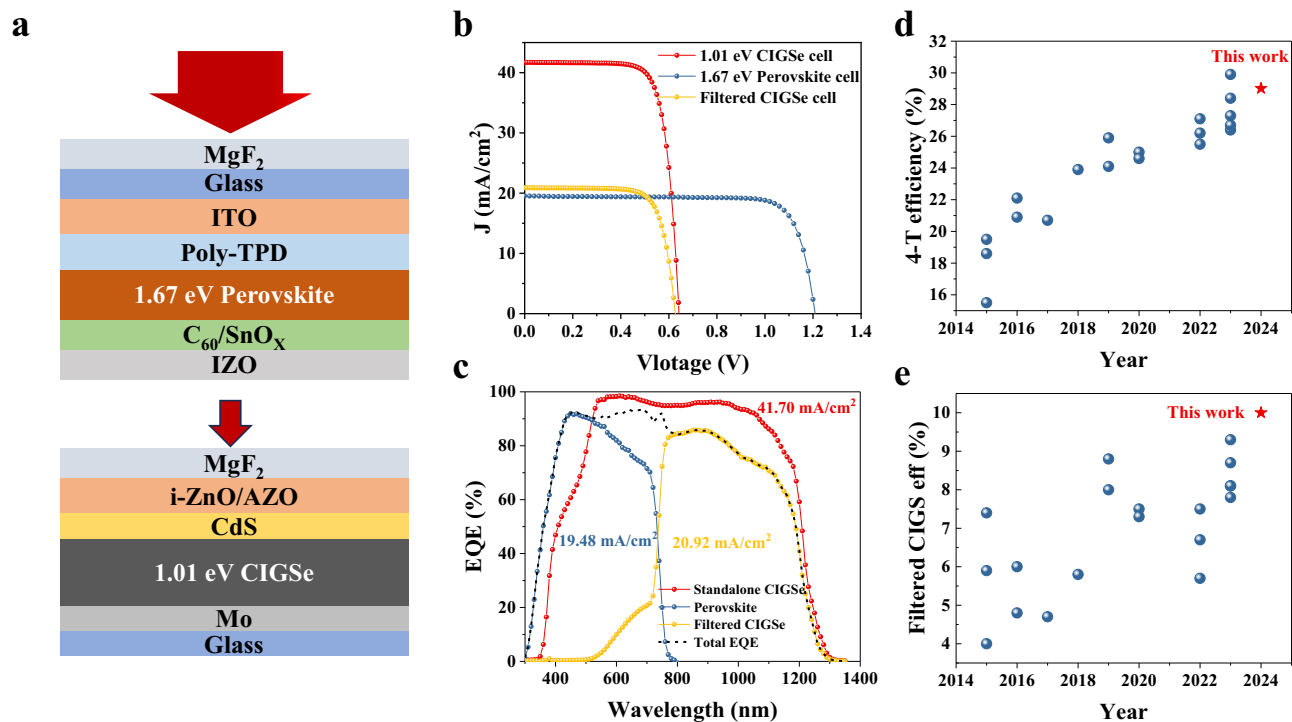 a
MgF₂
Glass
ITO
Poly-TPD
1.67 eV Perovskite
C₆₀/SnOₓ
IZO
MgF₂
i-ZnO/AZO
CdS
1.01 eV CIGSe
Mo
Glass
b
J (mA/cm²)
40
30
20
10
0
0.0 0.2 0.4 0.6 0.8 1.0 1.2 1.4
Vlotage (V)
1.01 eV CIGSe cell
1.67 eV Perovskite cell
Filtered CIGSe cell
c
EQE (%)
100
80
60
40
20
0
400 600 800 1000 1200 1400
Wavelength (nm)
41.70 mA/cm²
19.48 mA/cm²
20.92 mA/cm²
Standalone CIGSe
Perovskite
Filtered CIGSe
Total EQE
d
4-T efficiency (%)
32
30
28
26
24
22
20
18
16
2014 2016 2018 2020 2022 2024
Year
This work
e
Filtered CIGS eff (%)
10
9
8
7
6
5
4
2014 2016 2018 2020 2022 2024
Year
This work